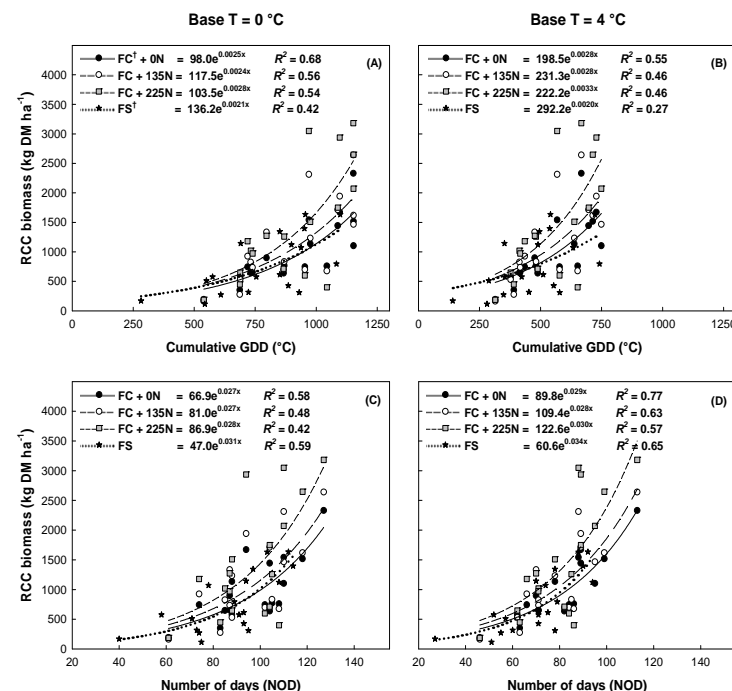 Base T = 0 °C
Base T = 4 °C
FC† + 0N = 98.0e^0.0025x R² = 0.68 (A)
FC + 135N = 117.5e^0.0024x R² = 0.56
FC + 225N = 103.5e^0.0028x R² = 0.54
FS† = 136.2e^0.0021x R² = 0.42
RCC biomass (kg DM ha⁻¹)
4000
3500
3000
2500
2000
1500
1000
500
0
0 250 500 750 1000 1250
Cumulative GDD (°C)
FC + 0N = 198.5e^0.0028x R² = 0.55 (B)
FC + 135N = 231.3e^0.0028x R² = 0.46
FC + 225N = 222.2e^0.0033x R² = 0.46
FS = 292.2e^0.0020x R² = 0.27
0 250 500 750 1000 1250
Cumulative GDD (°C)
FC + 0N = 66.9e^0.027x R² = 0.58 (C)
FC + 135N = 81.0e^0.027x R² = 0.48
FC + 225N = 86.9e^0.028x R² = 0.42
FS = 47.0e^0.031x R² = 0.59
RCC biomass (kg DM ha⁻¹)
4000
3500
3000
2500
2000
1500
1000
500
0
20 40 60 80 100 120 140
Number of days (NOD)
FC + 0N = 89.8e^0.029x R² = 0.77 (D)
FC + 135N = 109.4e^0.028x R² = 0.63
FC + 225N = 122.6e^0.030x R² = 0.57
FS = 60.6e^0.034x R² = 0.65
20 40 60 80 100 120 140
Number of days (NOD)